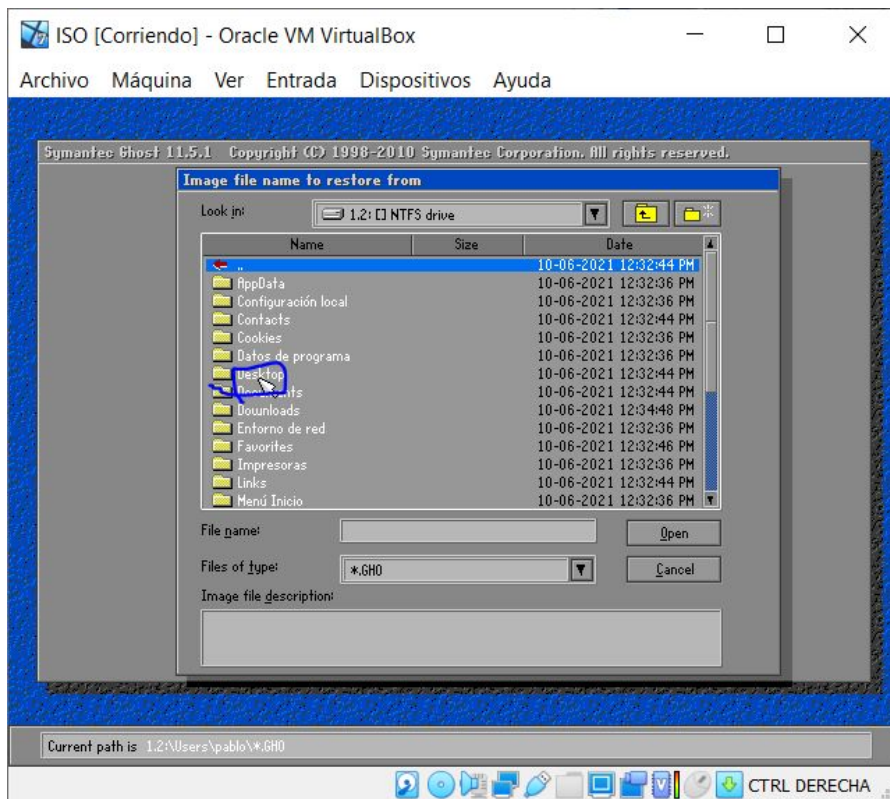 ISO [Corriendo] - Oracle VM VirtualBox
Archivo Máquina Ver Entrada Dispositivos Ayuda
Symantec Ghost 11.5.1 Copyright (C) 1998-2010 Symantec Corporation. All rights reserved.
Image file name to restore from
Look in: 1.2: [] NTFS drive
Name Size Date
.. 10-06-2021 12:32:44 PM
AppData 10-06-2021 12:32:36 PM
Configuración local 10-06-2021 12:32:36 PM
Contacts 10-06-2021 12:32:44 PM
Cookies 10-06-2021 12:32:36 PM
Datos de programa 10-06-2021 12:32:36 PM
Desktop 10-06-2021 12:32:44 PM
Documents 10-06-2021 12:32:44 PM
Downloads 10-06-2021 12:34:48 PM
Entorno de red 10-06-2021 12:32:36 PM
Favorites 10-06-2021 12:32:46 PM
Impresoras 10-06-2021 12:32:36 PM
Links 10-06-2021 12:32:44 PM
Menú Inicio 10-06-2021 12:32:36 PM
File name: Open
Files of type: *.GHO Cancel
Image file description:
Current path is 1.2:\Users\pablo\*.GHO
CTRL DERECHA